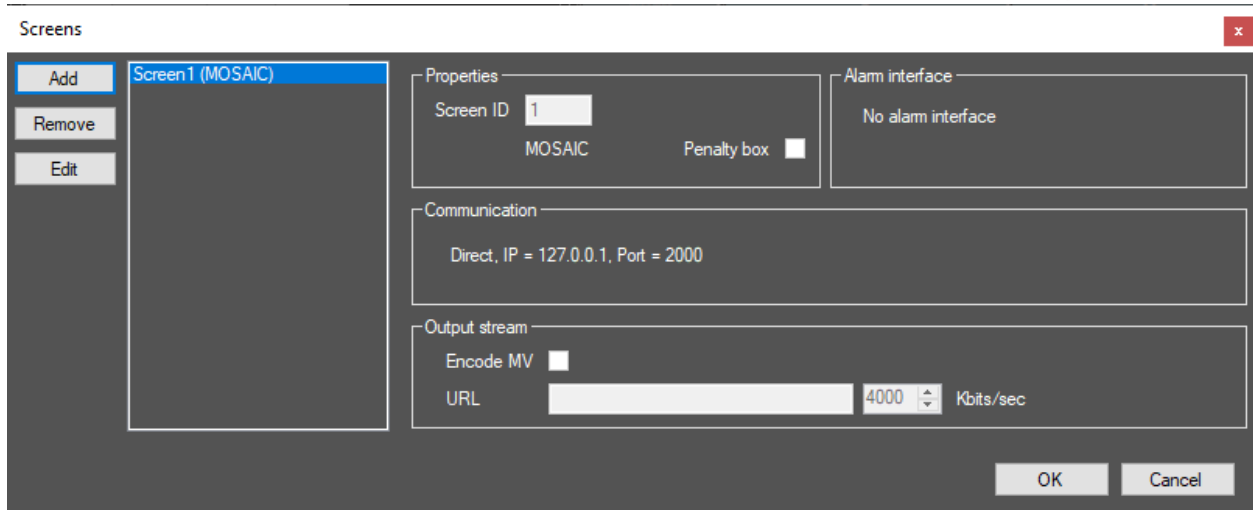 Screens
x
Add
Remove
Edit
Screen1 (MOSAIC)
Properties
Screen ID 1
MOSAIC Penalty box
Alarm interface
No alarm interface
Communication
Direct, IP = 127.0.0.1, Port = 2000
Output stream
Encode MV
URL 4000 Kbits/sec
OK Cancel